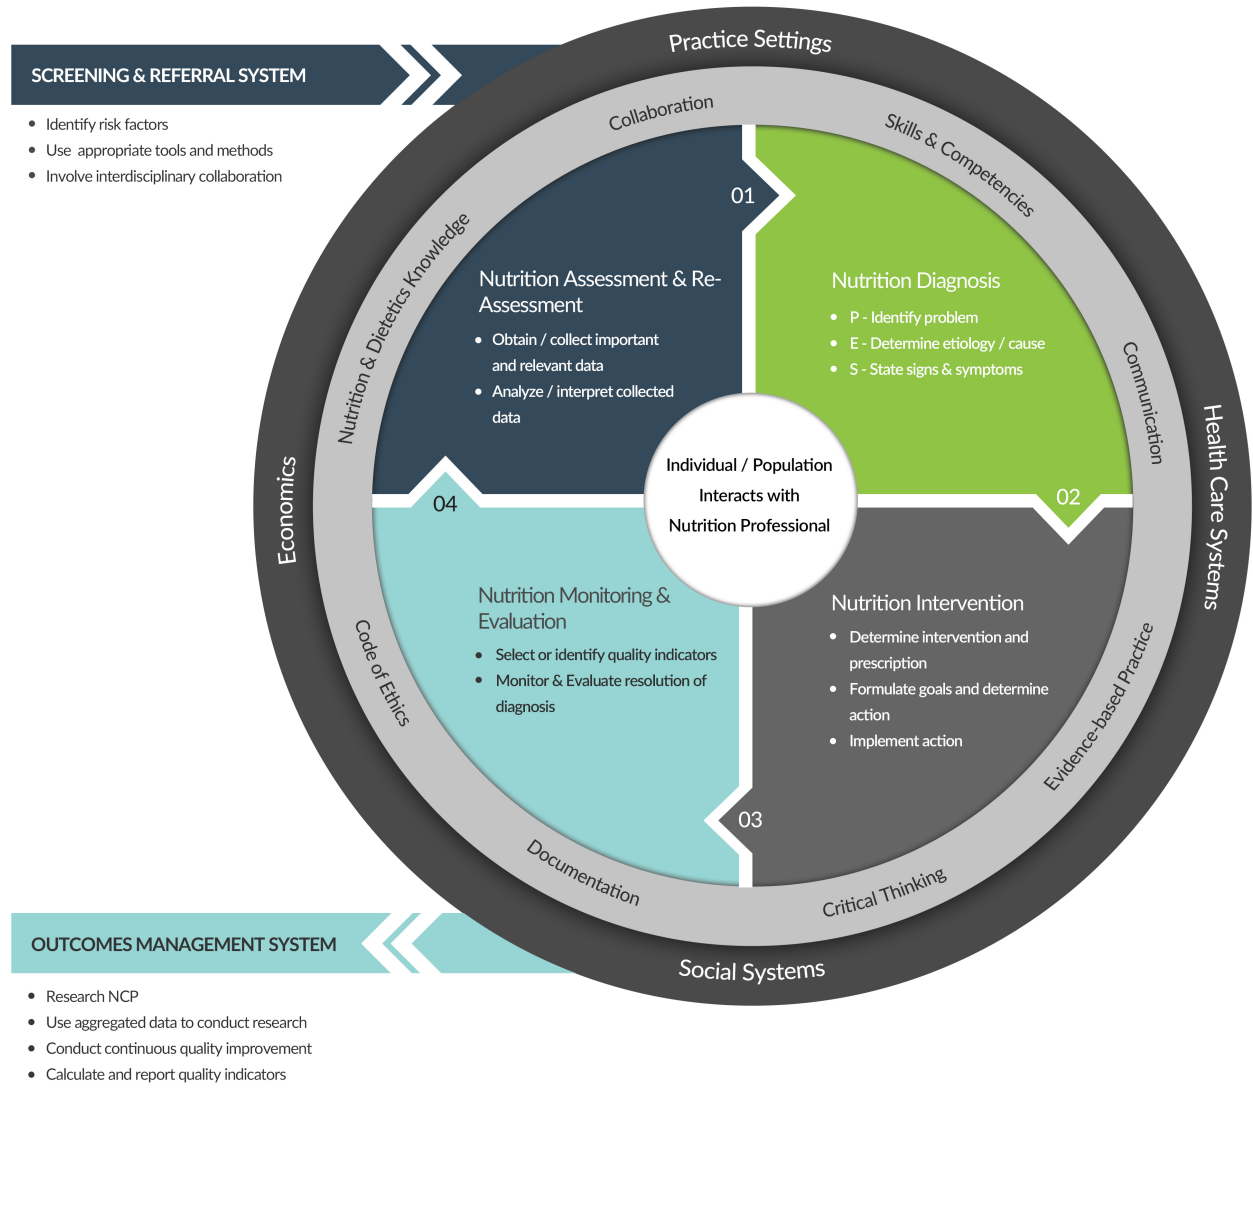 Practice Settings
SCREENING & REFERRAL SYSTEM
• Identify risk factors
• Use appropriate tools and methods
• Involve interdisciplinary collaboration
Collaboration
Skills & Competencies
Nutrition & Dietetics Knowledge
Communication
Economics
Health Care Systems
Code of Ethics
Evidence-based Practice
Documentation
Critical Thinking
Social Systems
01
Nutrition Assessment & Re-
Assessment
• Obtain / collect important
and relevant data
• Analyze / interpret collected
data
Nutrition Diagnosis
• P - Identify problem
• E - Determine etiology / cause
• S - State signs & symptoms
02
Individual / Population
Interacts with
Nutrition Professional
Nutrition Intervention
• Determine intervention and
prescription
• Formulate goals and determine
action
• Implement action
03
04
Nutrition Monitoring &
Evaluation
• Select or identify quality indicators
• Monitor & Evaluate resolution of
diagnosis
OUTCOMES MANAGEMENT SYSTEM
• Research NCP
• Use aggregated data to conduct research
• Conduct continuous quality improvement
• Calculate and report quality indicators